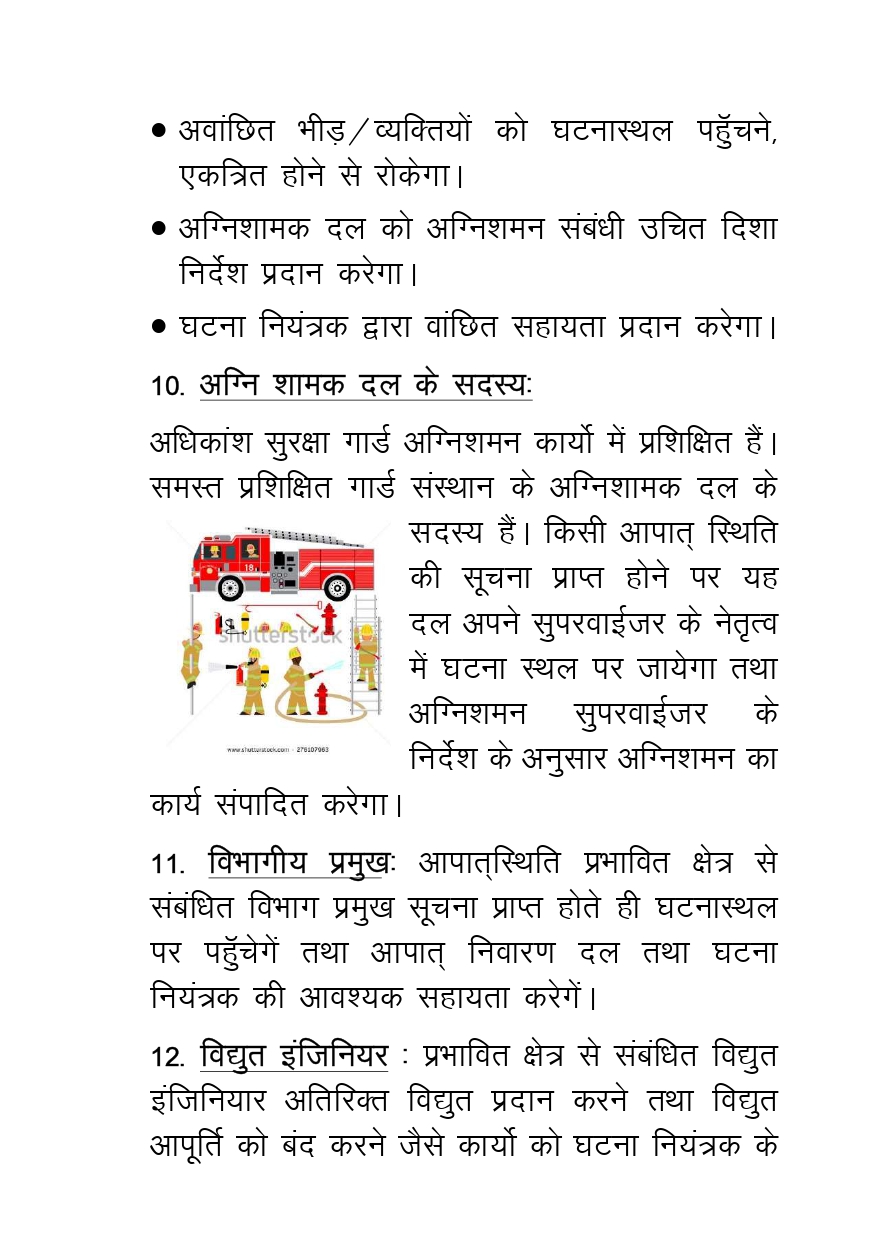 • अवांछित भीड़/व्यक्तियों को घटनास्थल पहुॅचने,
एकत्रित होने से रोकेगा।
• अग्निशामक दल को अग्निशमन संबंधी उचित दिशा
निर्देश प्रदान करेगा।
• घटना नियंत्रक द्वारा वांछित सहायता प्रदान करेगा।
10. अग्नि शामक दल के सदस्य:
अधिकांश सुरक्षा गार्ड अग्निशमन कार्यो में प्रशिक्षित हैं।
समस्त प्रशिक्षित गार्ड संस्थान के अग्निशामक दल के
सदस्य हैं। किसी आपात् स्थिति
की सूचना प्राप्त होने पर यह
दल अपने सुपरवाईजर के नेतृत्व
में घटना स्थल पर जायेगा तथा
अग्निशमन सुपरवाईजर के
निर्देश के अनुसार अग्निशमन का
18
shutterstock
www.shutterstock.com · 276107963
कार्य संपादित करेगा।
11. विभागीय प्रमुख: आपात्स्थिति प्रभावित क्षेत्र से
संबंधित विभाग प्रमुख सूचना प्राप्त होते ही घटनास्थल
पर पहुॅचेगें तथा आपात् निवारण दल तथा घटना
नियंत्रक की आवश्यक सहायता करेगें।
12. विद्युत इंजिनियर : प्रभावित क्षेत्र से संबंधित विद्युत
इंजिनियार अतिरिक्त विद्युत प्रदान करने तथा विद्युत
आपूर्ति को बंद करने जैसे कार्यो को घटना नियंत्रक के